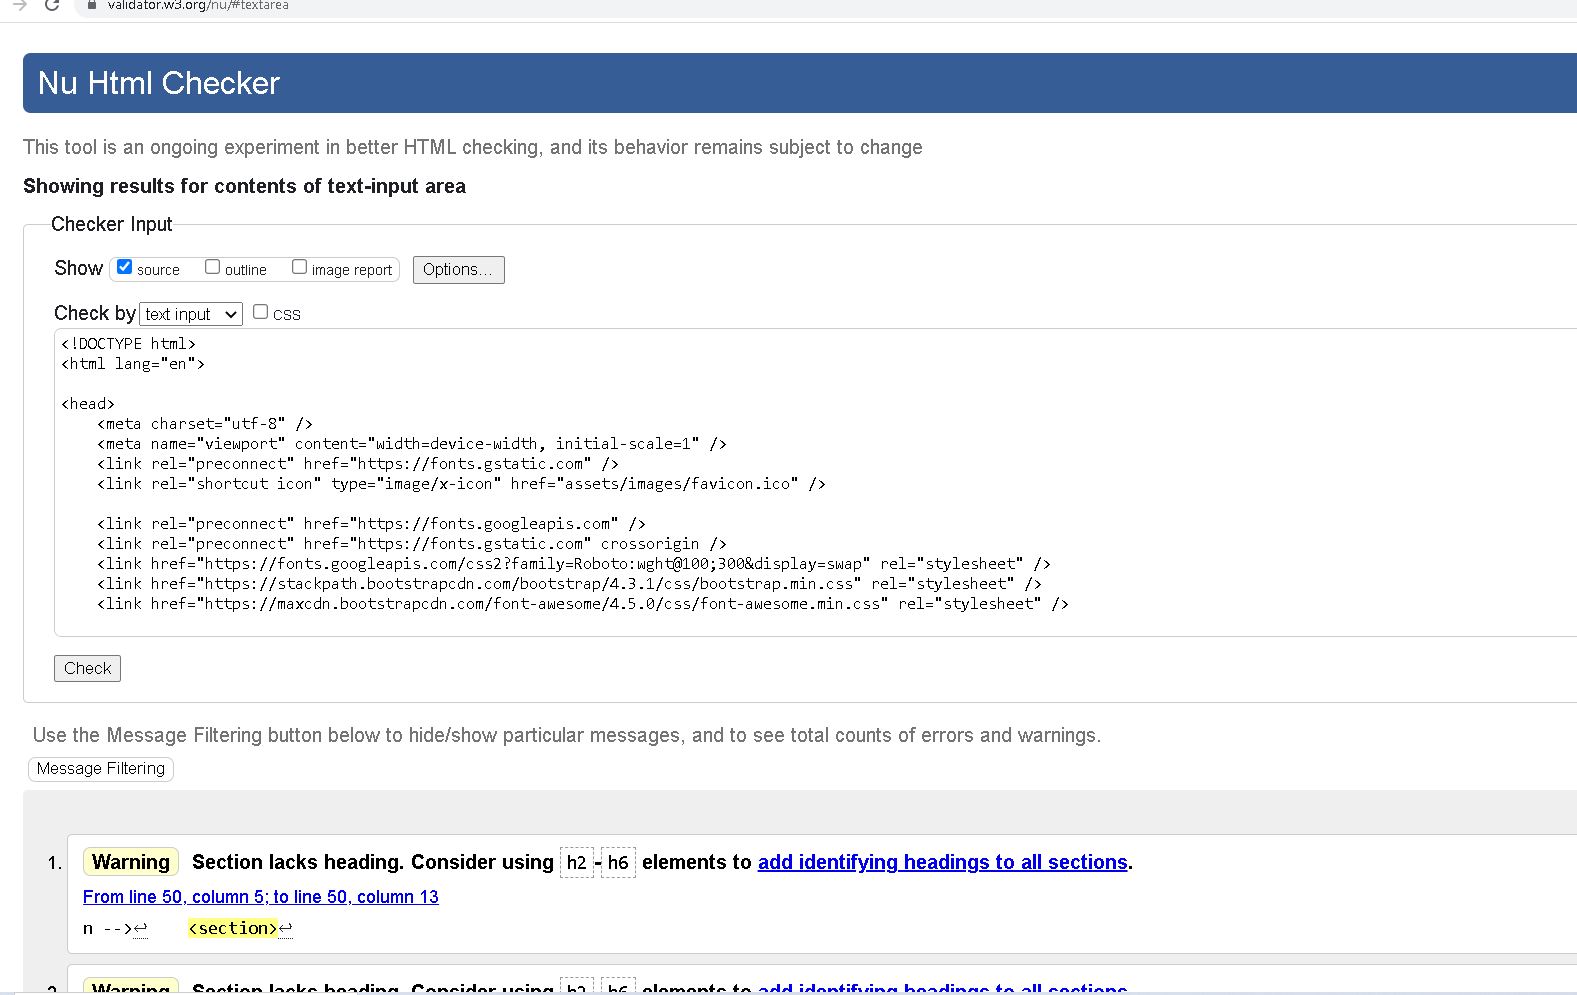 validator.w3.org/nu/#textarea
Nu Html Checker
This tool is an ongoing experiment in better HTML checking, and its behavior remains subject to change
Showing results for contents of text-input area
Checker Input
Show source outline image report Options...
Check by text input CSS
<!DOCTYPE html>
<html lang="en">
<head>
<meta charset="utf-8" />
<meta name="viewport" content="width=device-width, initial-scale=1" />
<link rel="preconnect" href="https://fonts.gstatic.com" />
<link rel="shortcut icon" type="image/x-icon" href="assets/images/favicon.ico" />
<link rel="preconnect" href="https://fonts.googleapis.com" />
<link rel="preconnect" href="https://fonts.gstatic.com" crossorigin />
<link href="https://fonts.googleapis.com/css2?family=Roboto:wght@100;300&display=swap" rel="stylesheet" />
<link href="https://stackpath.bootstrapcdn.com/bootstrap/4.3.1/css/bootstrap.min.css" rel="stylesheet" />
<link href="https://maxcdn.bootstrapcdn.com/font-awesome/4.5.0/css/font-awesome.min.css" rel="stylesheet" />
Check
Use the Message Filtering button below to hide/show particular messages, and to see total counts of errors and warnings.
Message Filtering
1. Warning Section lacks heading. Consider using h2-h6 elements to add identifying headings to all sections.
From line 50, column 5; to line 50, column 13
n -->↩ <section>↩
2. Warning Section lacks heading. Consider using h2-h6 elements to add identifying headings to all sections.